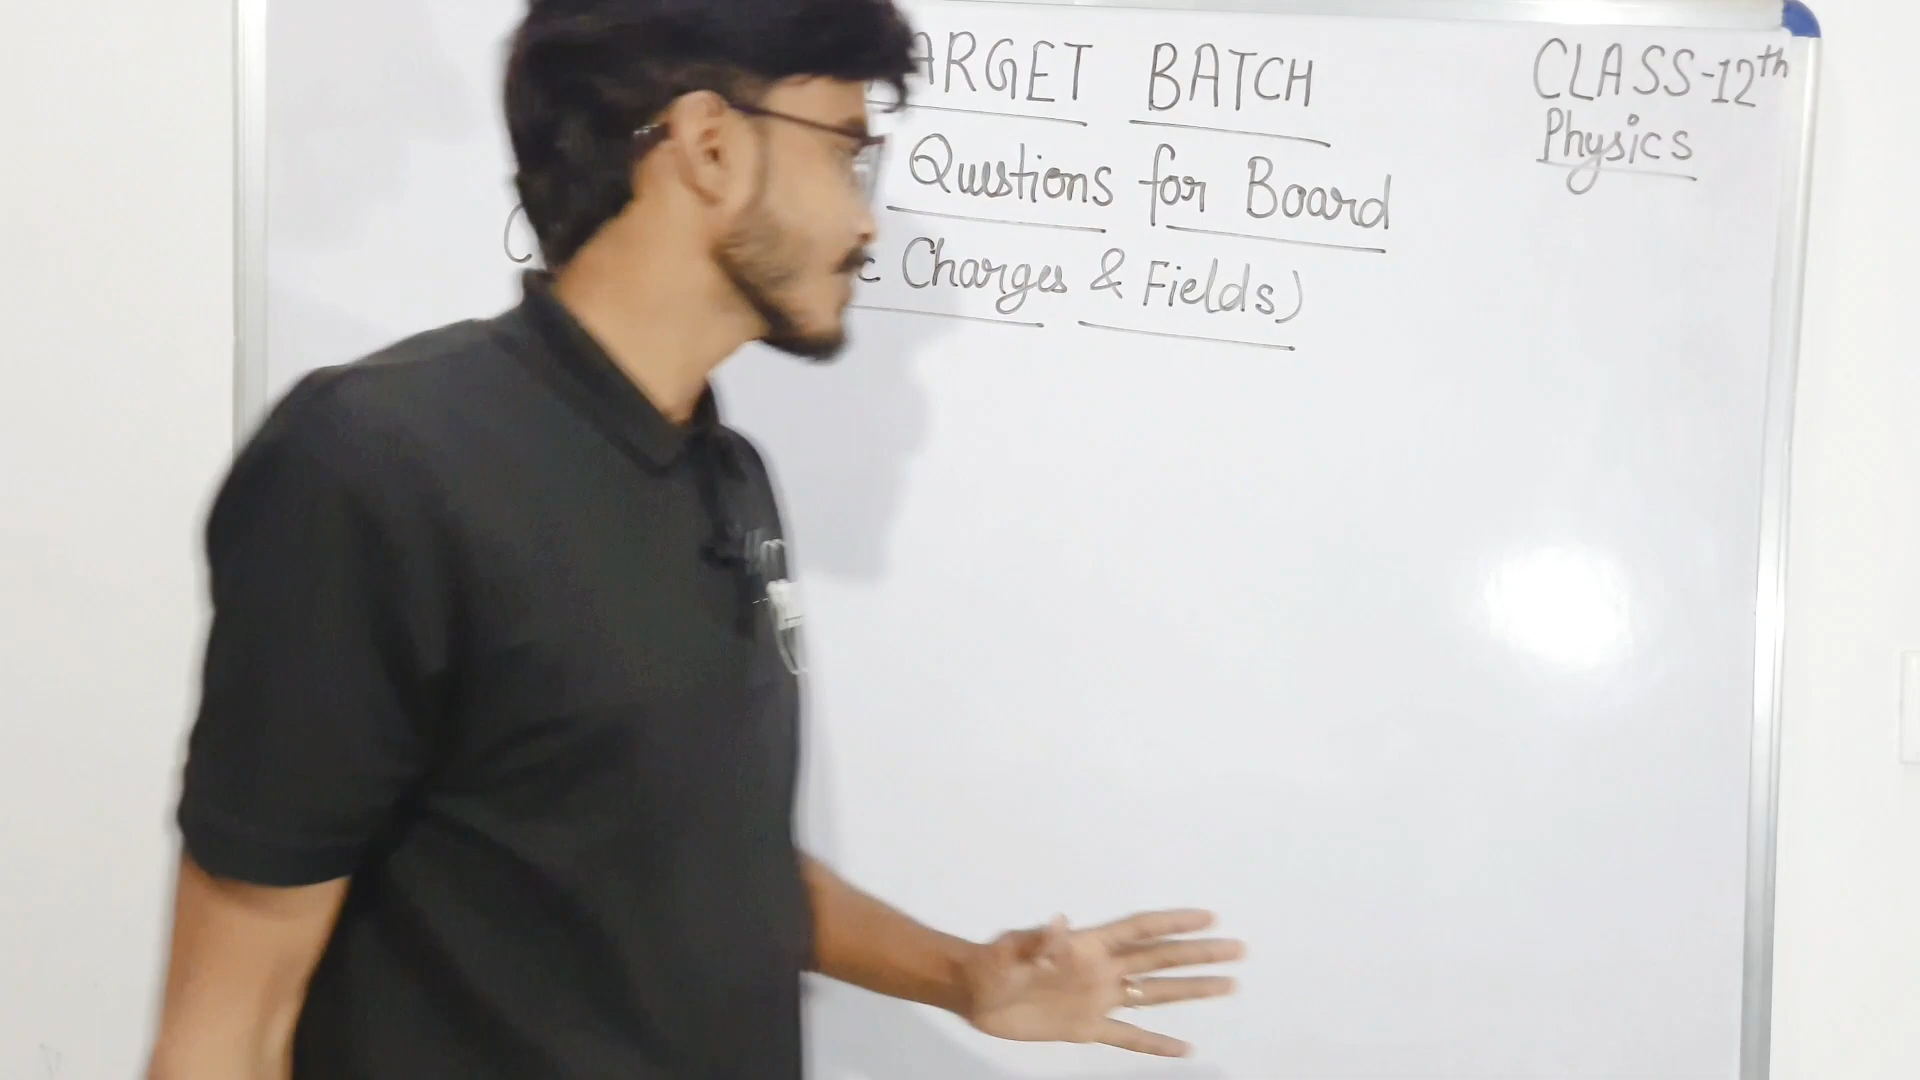 ARGET BATCH
Questions for Board
c Charges & Fields)
CLASS-12th
Physics